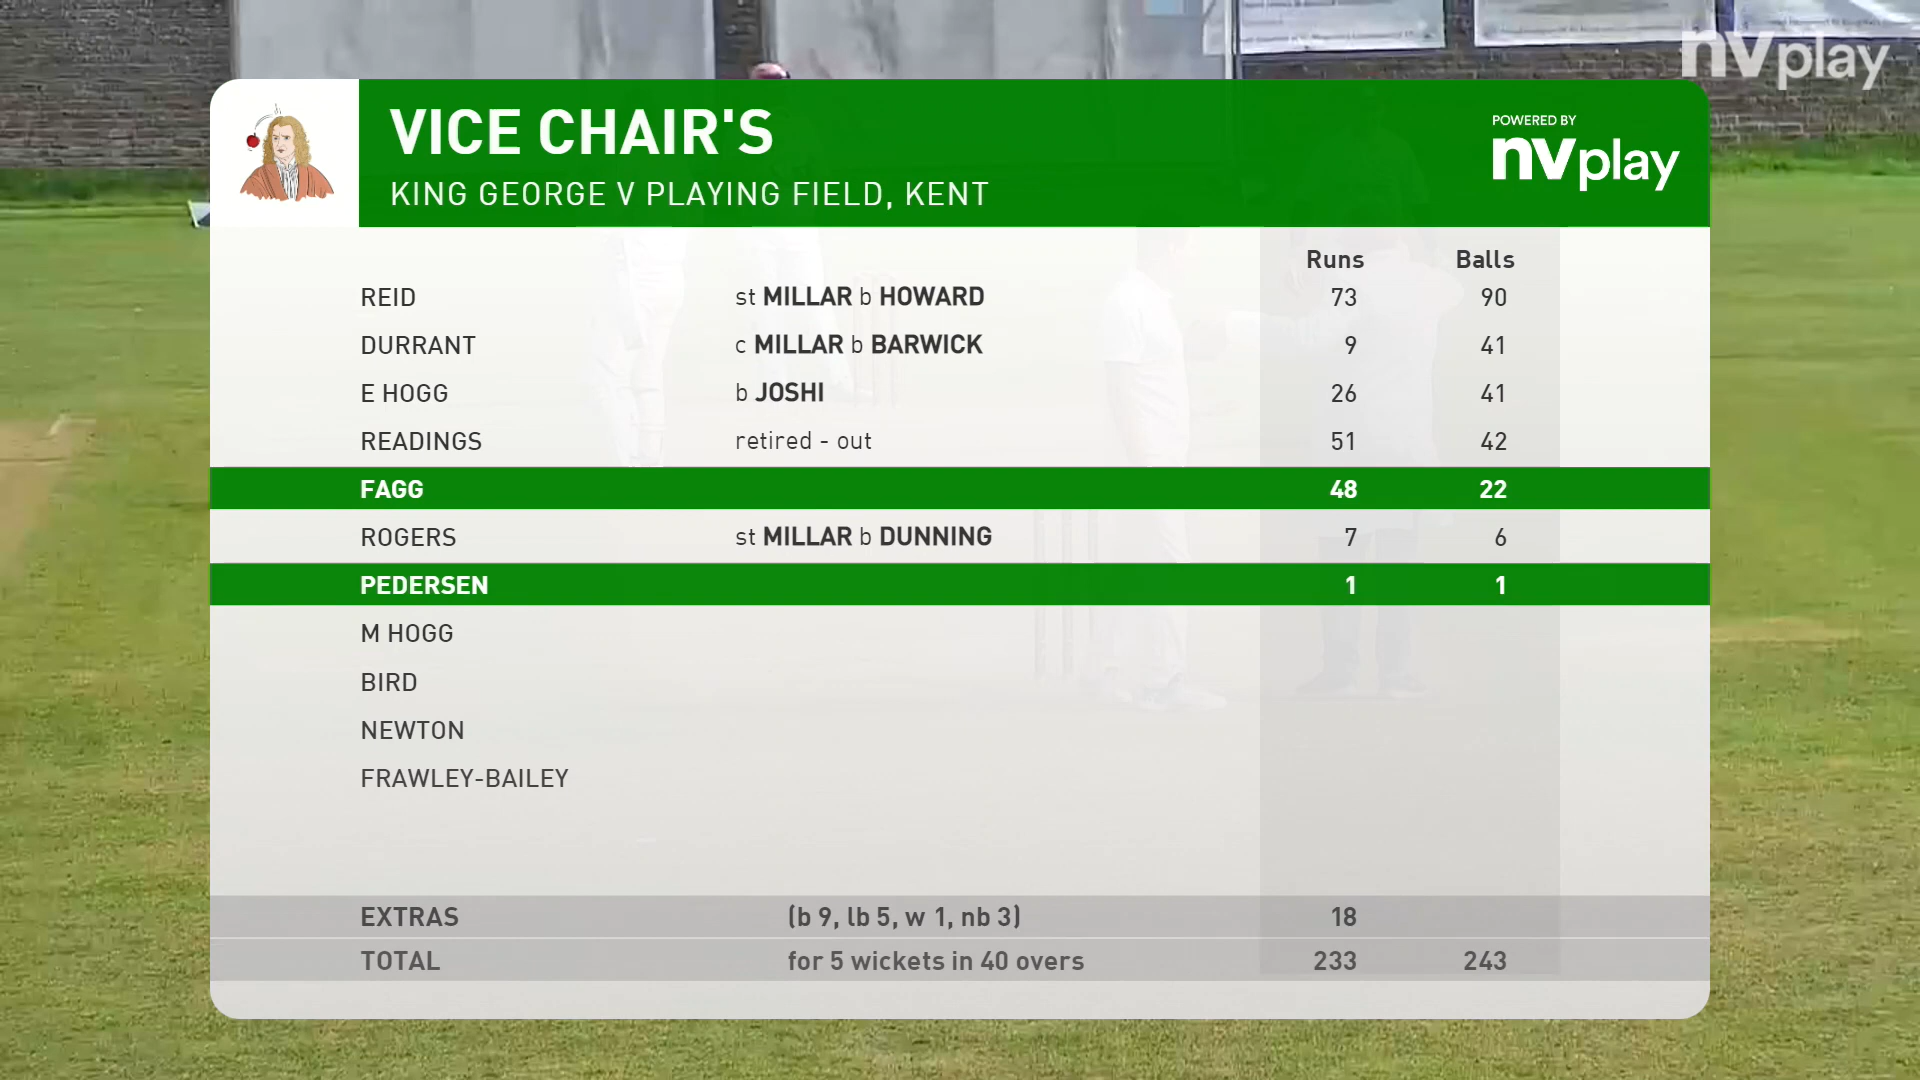 nvplay
VICE CHAIR'S
KING GEORGE V PLAYING FIELD, KENT
POWERED BY
nvplay
Runs Balls
REID st MILLAR b HOWARD 73 90
DURRANT c MILLAR b BARWICK 9 41
E HOGG b JOSHI 26 41
READINGS retired - out 51 42
FAGG 48 22
ROGERS st MILLAR b DUNNING 7 6
PEDERSEN 1 1
M HOGG
BIRD
NEWTON
FRAWLEY-BAILEY
EXTRAS (b 9, lb 5, w 1, nb 3) 18
TOTAL for 5 wickets in 40 overs 233 243